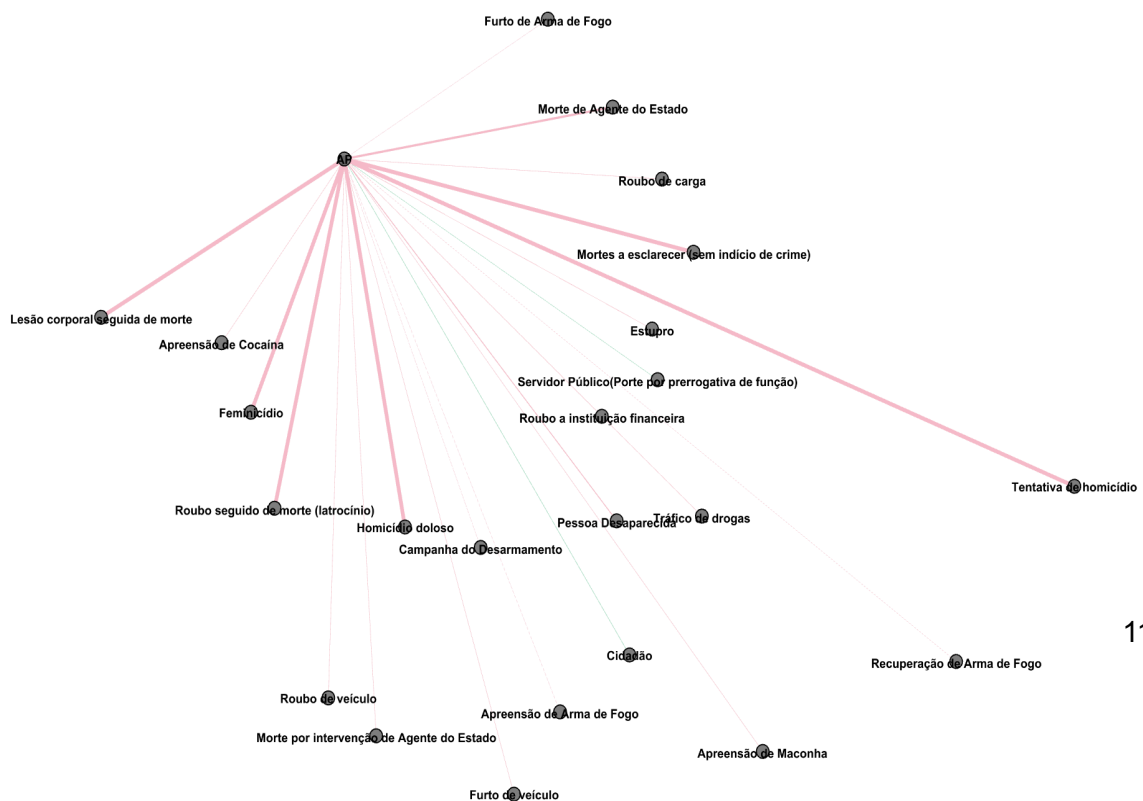 Furto de Arma de Fogo
Morte de Agente do Estado
AP
Roubo de carga
Mortes a esclarecer (sem indício de crime)
Lesão corporal seguida de morte
Estupro
Apreensão de Cocaína
Servidor Público(Porte por prerrogativa de função)
Feminicídio
Roubo a instituição financeira
Tentativa de homicídio
Roubo seguido de morte (latrocínio)
Homicídio doloso
Pessoa Desaparecida
Tráfico de drogas
Campanha do Desarmamento
11
Cidadão
Recuperação de Arma de Fogo
Roubo de veículo
Apreensão de Arma de Fogo
Morte por intervenção de Agente do Estado
Apreensão de Maconha
Furto de veículo